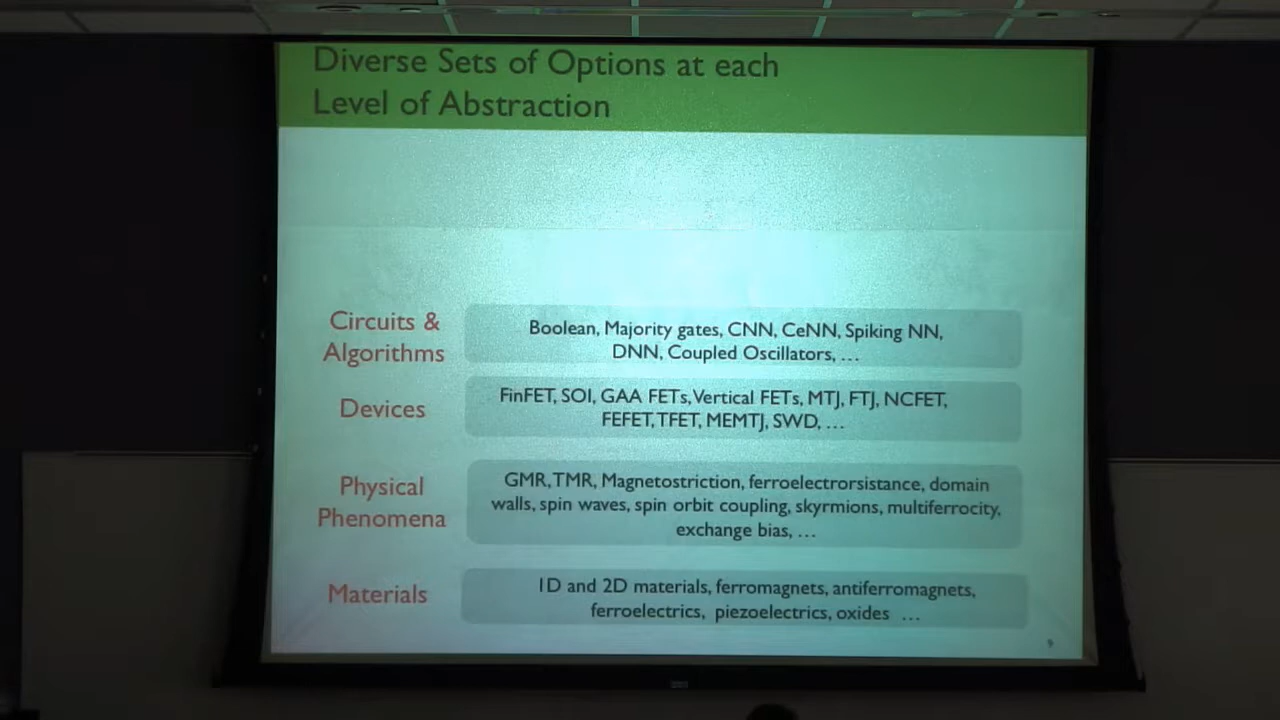 Diverse Sets of Options at each
Level of Abstraction
Circuits &
Algorithms
Boolean, Majority gates, CNN, CeNN, Spiking NN,
DNN, Coupled Oscillators, …
Devices
FinFET, SOI, GAA FETs, Vertical FETs, MTJ, FTJ, NCFET,
FEFET, TFET, MEMTJ, SWD, …
Physical
Phenomena
GMR, TMR, Magnetostriction, ferroelectrorsistance, domain
walls, spin waves, spin orbit coupling, skyrmions, multiferrocity,
exchange bias, …
Materials
1D and 2D materials, ferromagnets, antiferromagnets,
ferroelectrics, piezoelectrics, oxides …
9